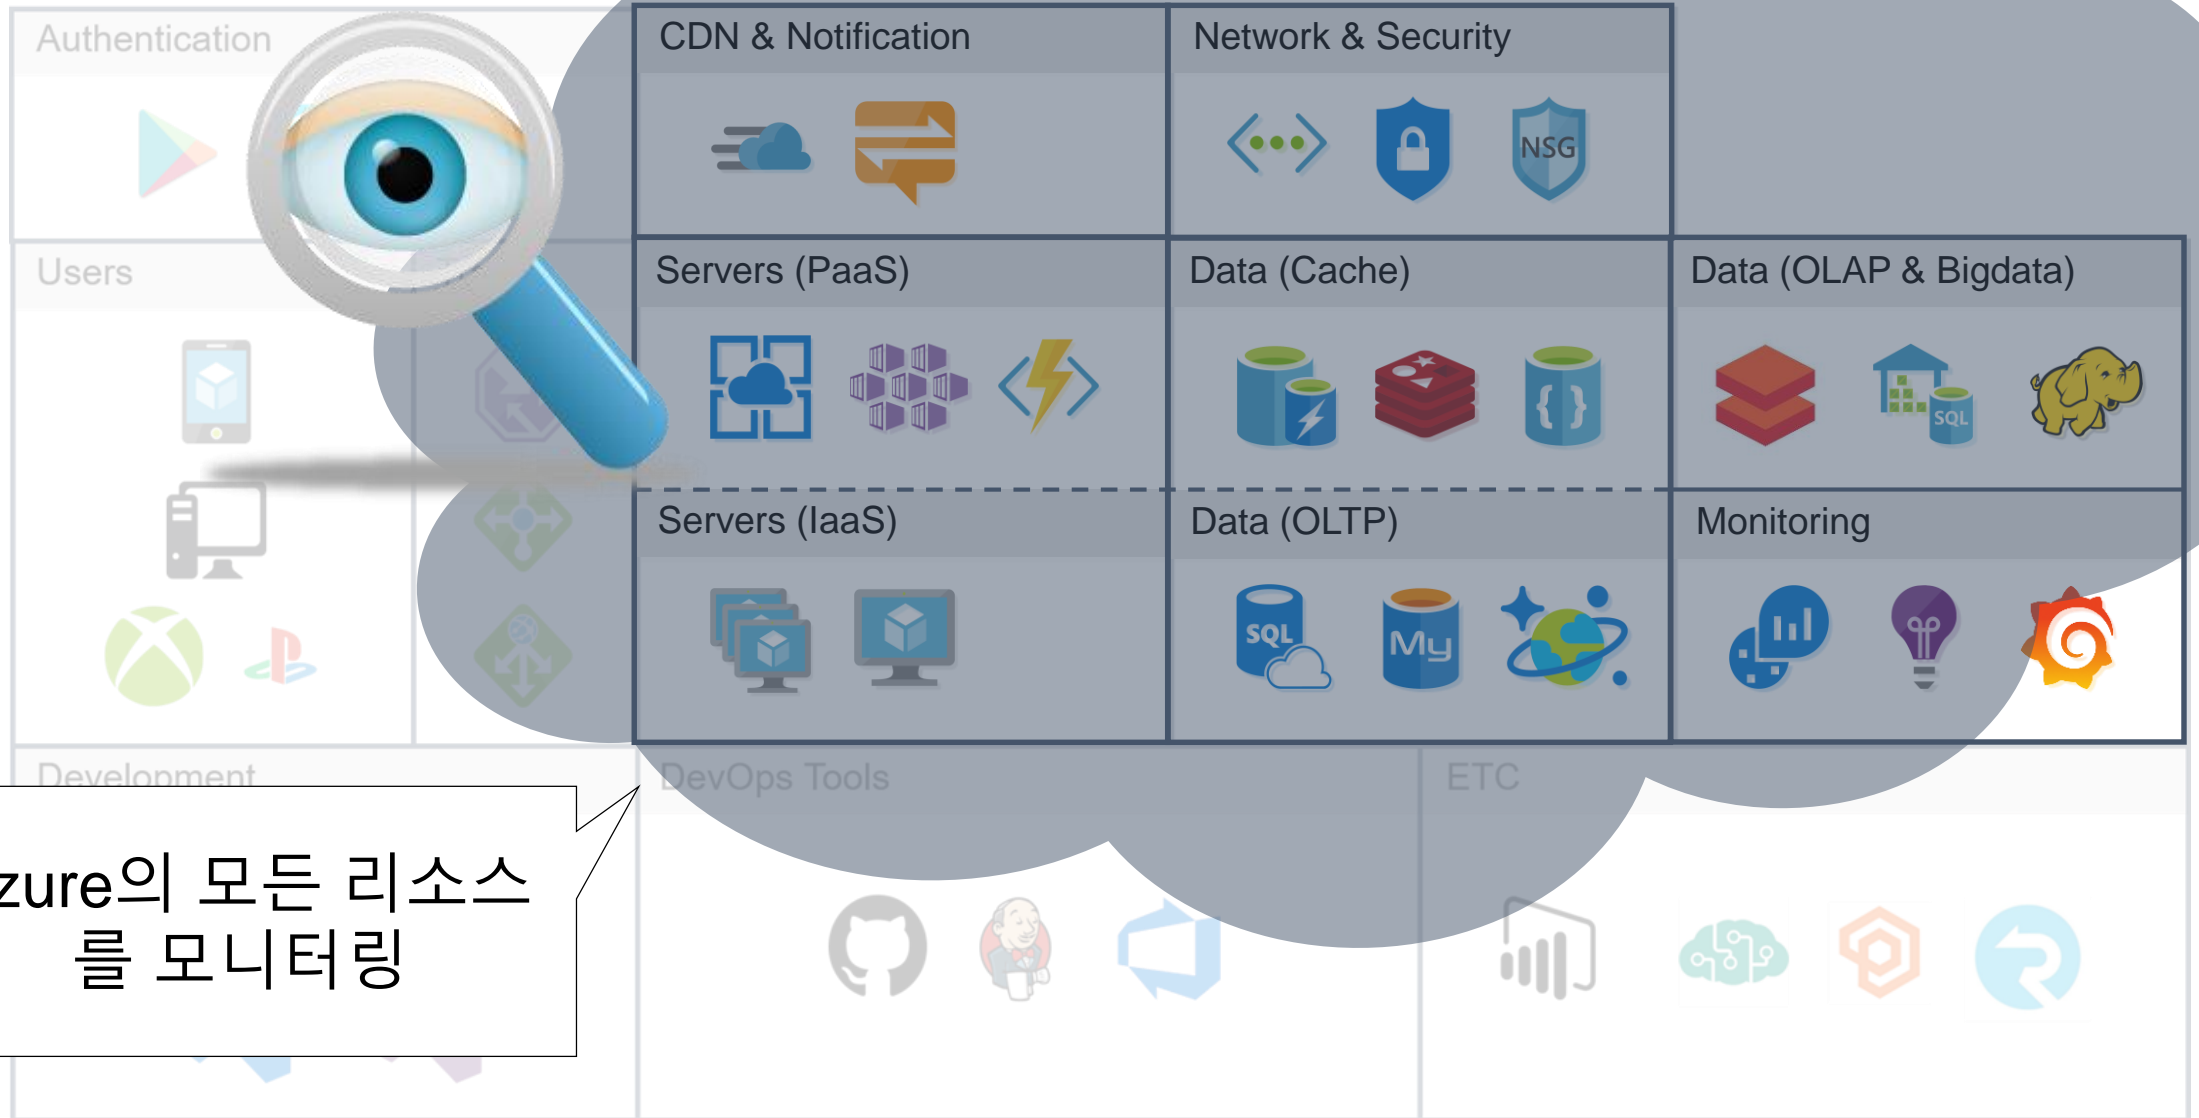 Authentication
CDN & Notification
Network & Security
NSG
Users
Servers (PaaS)
Data (Cache)
Data (OLAP & Bigdata)
SQL
Servers (IaaS)
Data (OLTP)
Monitoring
SQL
My
Development
DevOps Tools
ETC
zure의 모든 리소스
를 모니터링